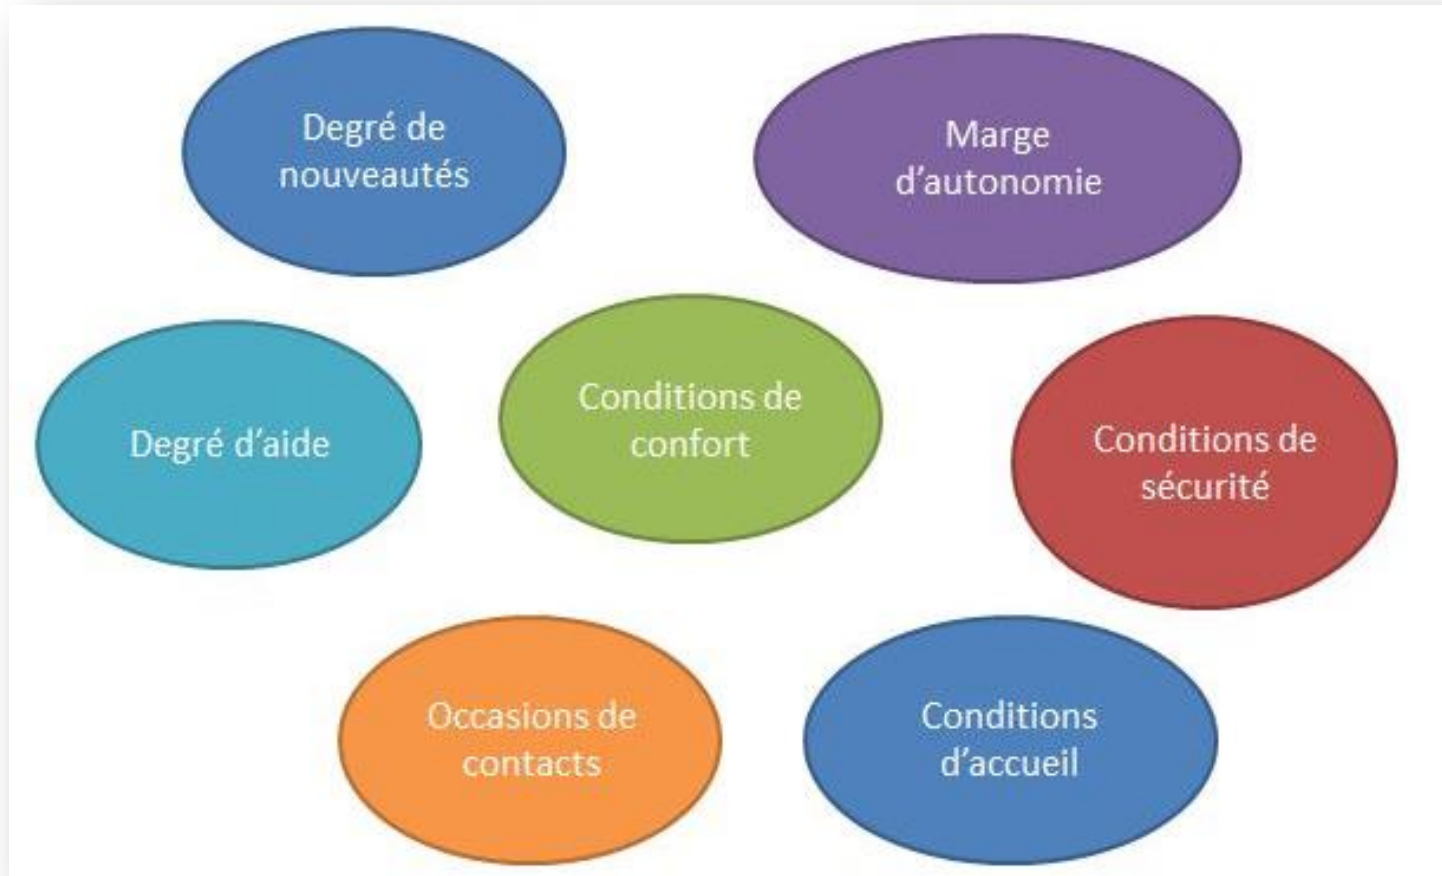 Degré de
nouveautés
Marge
d’autonomie
Degré d’aide
Conditions de
confort
Conditions de
sécurité
Occasions de
contacts
Conditions
d’accueil